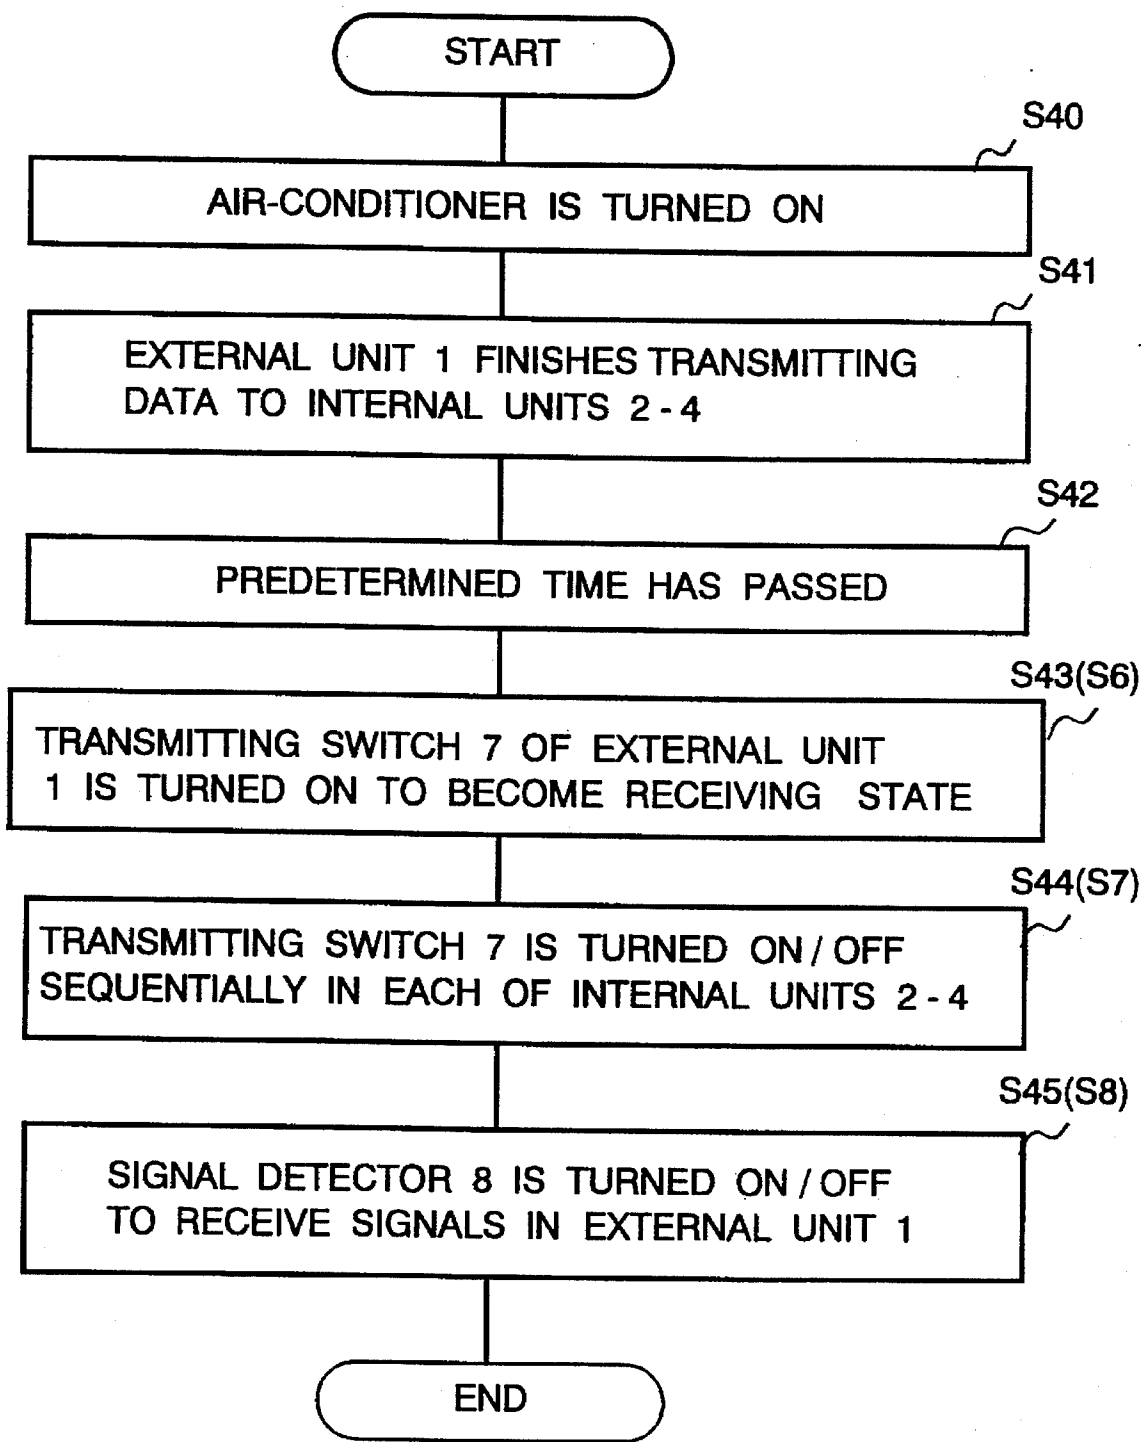 START
S40
AIR-CONDITIONER IS TURNED ON
S41
EXTERNAL UNIT 1 FINISHES TRANSMITTING
DATA TO INTERNAL UNITS 2 - 4
S42
PREDETERMINED TIME HAS PASSED
S43(S6)
TRANSMITTING SWITCH 7 OF EXTERNAL UNIT
1 IS TURNED ON TO BECOME RECEIVING STATE
S44(S7)
TRANSMITTING SWITCH 7 IS TURNED ON / OFF
SEQUENTIALLY IN EACH OF INTERNAL UNITS 2 - 4
S45(S8)
SIGNAL DETECTOR 8 IS TURNED ON / OFF
TO RECEIVE SIGNALS IN EXTERNAL UNIT 1
END